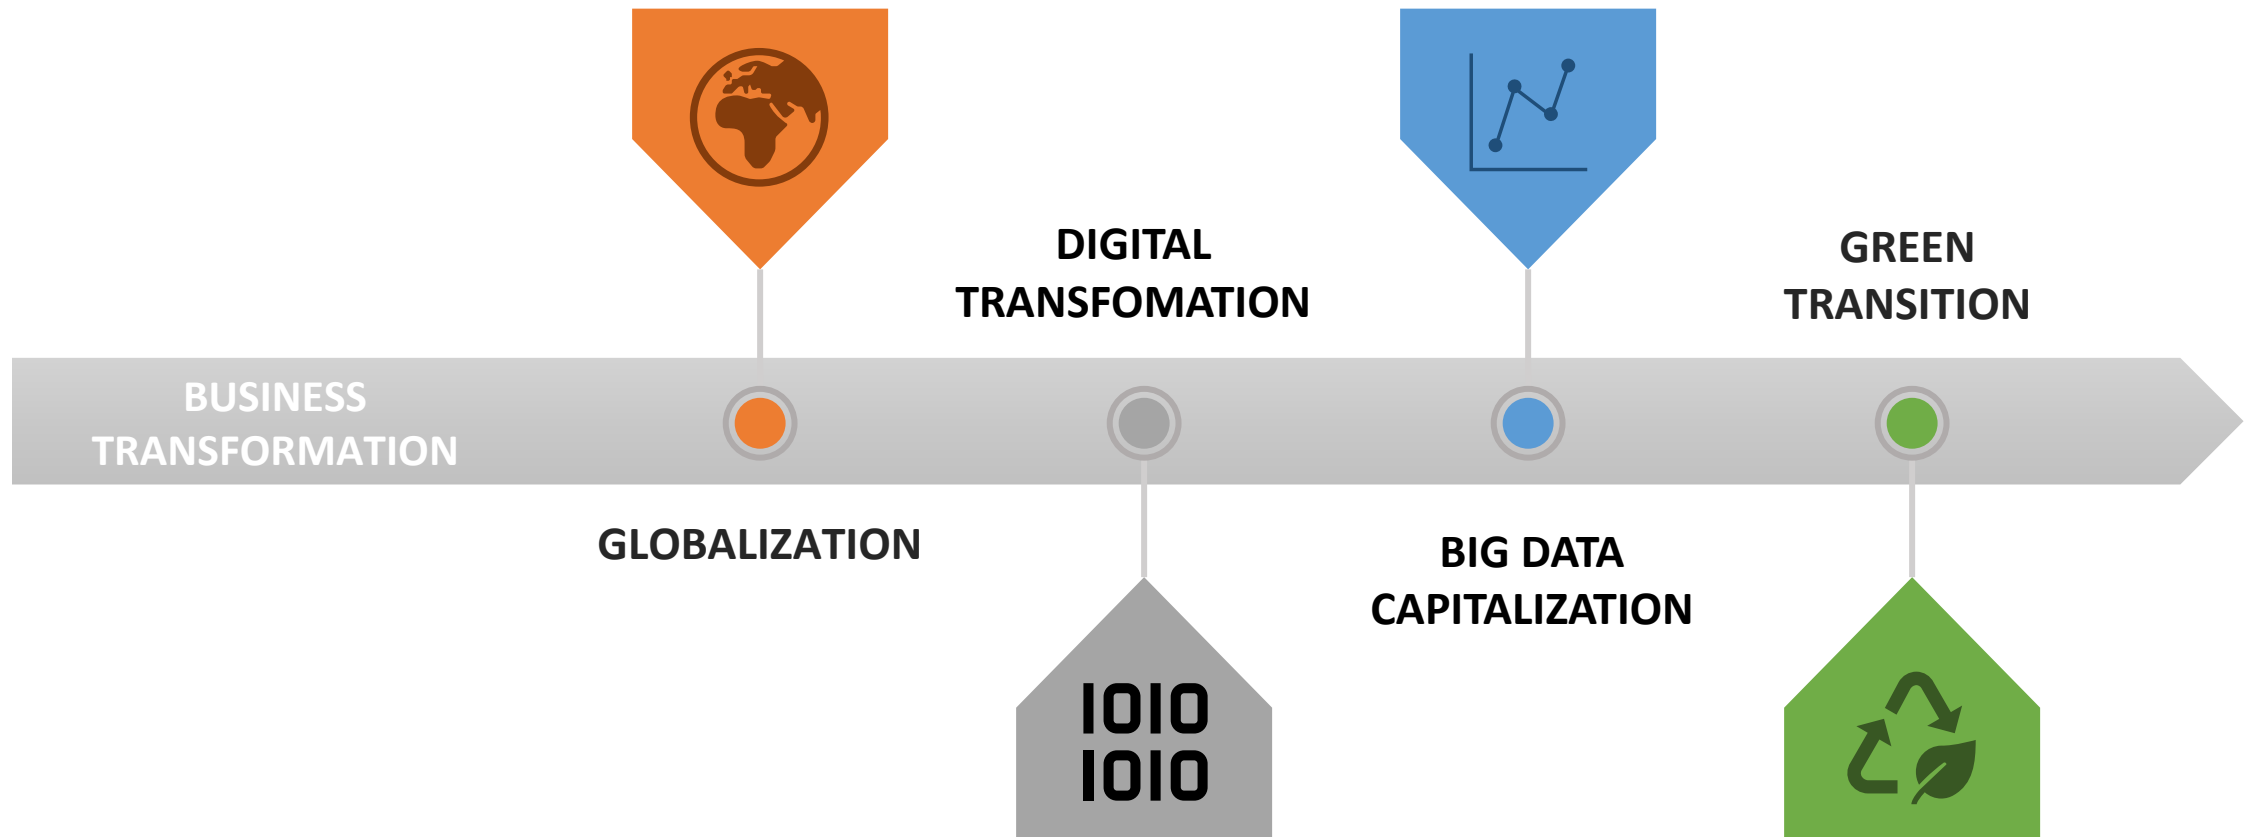 BUSINESS
TRANSFORMATION
GLOBALIZATION
DIGITAL
TRANSFOMATION
1010
1010
BIG DATA
CAPITALIZATION
GREEN
TRANSITION